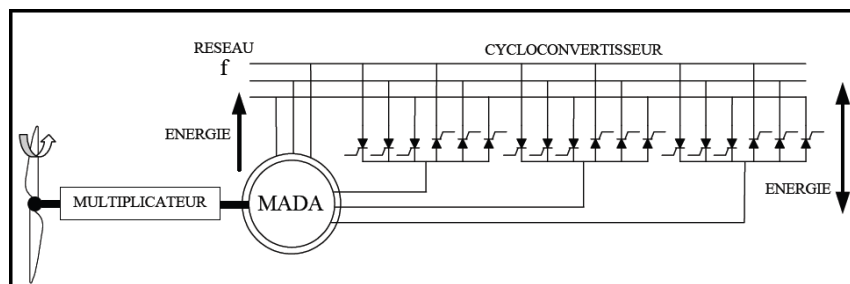 RESEAU
f
CYCLOCONVERTISSEUR
ENERGIE
MULTIPLICATEUR
MADA
ENERGIE